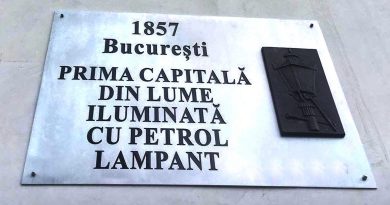 1857
București
PRIMA CAPITALĂ
DIN LUME
ILUMINATĂ
CU PETROL
LAMPANT